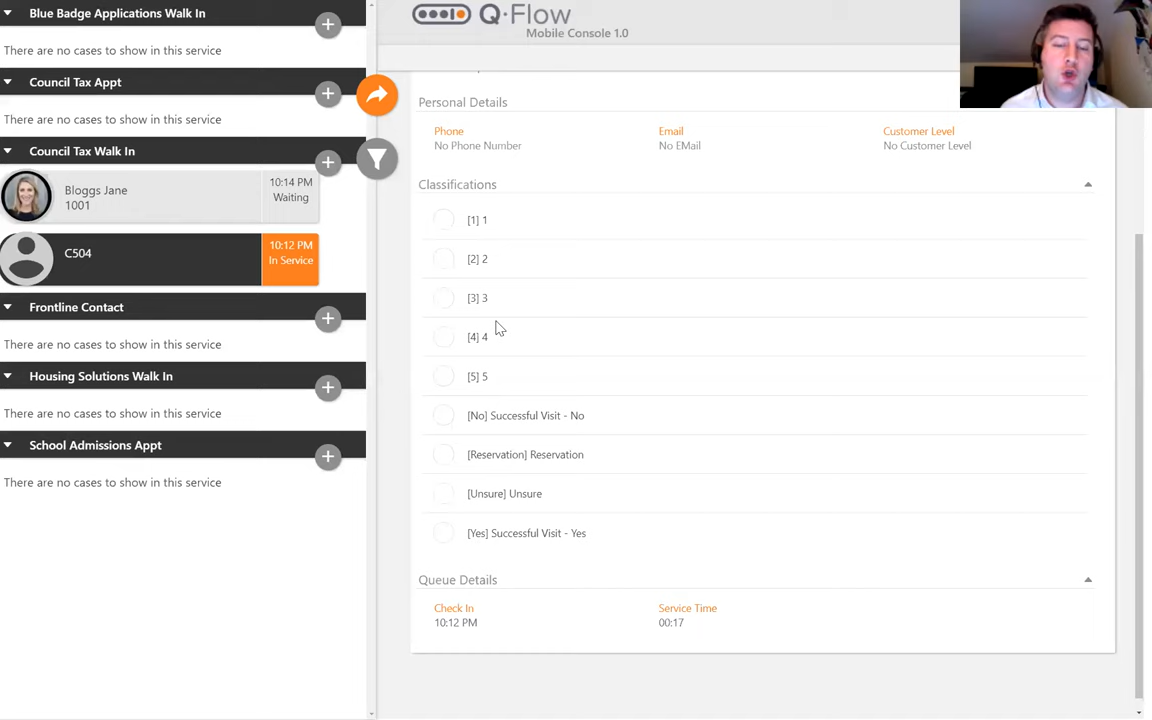 Blue Badge Applications Walk In
There are no cases to show in this service
Council Tax Appt
There are no cases to show in this service
Council Tax Walk In
Bloggs Jane
1001
10:14 PM
Waiting
C504
10:12 PM
In Service
Frontline Contact
There are no cases to show in this service
Housing Solutions Walk In
There are no cases to show in this service
School Admissions Appt
There are no cases to show in this service
Q·Flow
Mobile Console 1.0
Personal Details
Phone
No Phone Number
Email
No EMail
Customer Level
No Customer Level
Classifications
[1] 1
[2] 2
[3] 3
[4] 4
[5] 5
[No] Successful Visit - No
[Reservation] Reservation
[Unsure] Unsure
[Yes] Successful Visit - Yes
Queue Details
Check In
10:12 PM
Service Time
00:17